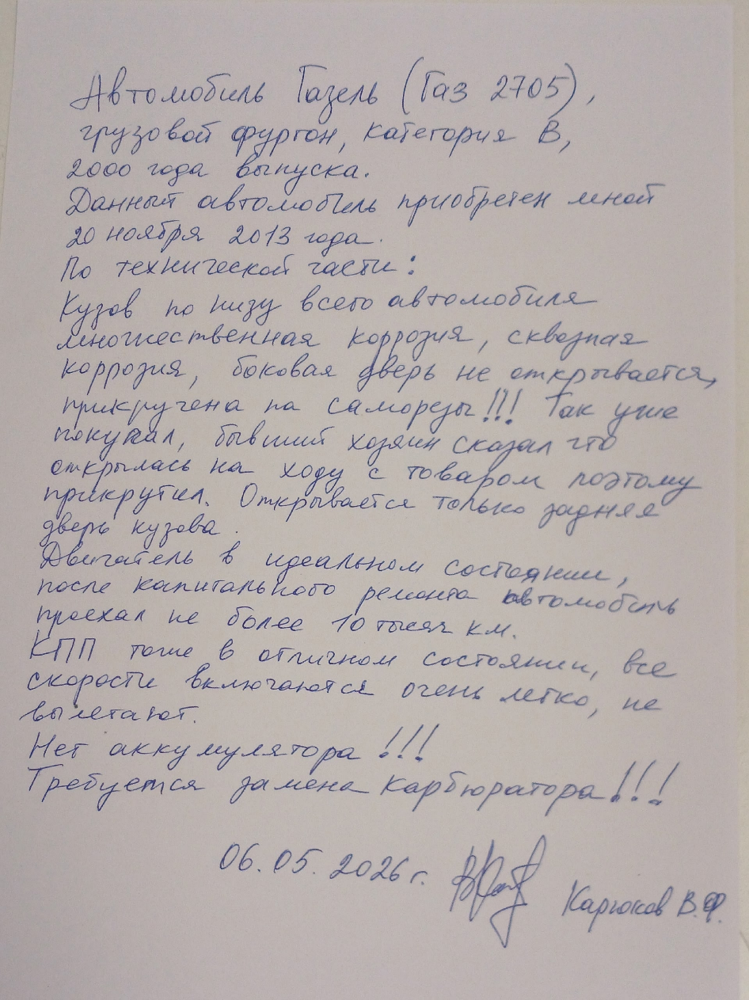 Автомобиль Газель (Газ 2705),
грузовой фургон, категория В,
2000 года выпуска.
Данный автомобиль приобретен мной
20 ноября 2013 года.
По технической части:
Кузов по низу всего автомобиля
множественная коррозия, сквозная
коррозия, боковая дверь не открывается,
прикручена на саморезы!!! Так уже
покупал, бывший хозяин сказал что
открылась на ходу с товаром поэтому
прикрутил. Открывается только задняя
дверь кузова.
Двигатель в идеальном состоянии,
после капитального ремонта автомобиль
проехал не более 10 тысяч км.
КПП тоже в отличном состоянии, все
скорости включаются очень легко, не
вылетают.
Нет аккумулятора!!!
Требуется замена карбюратора!!!
06.05.2026 г. Карюков В.Ф.